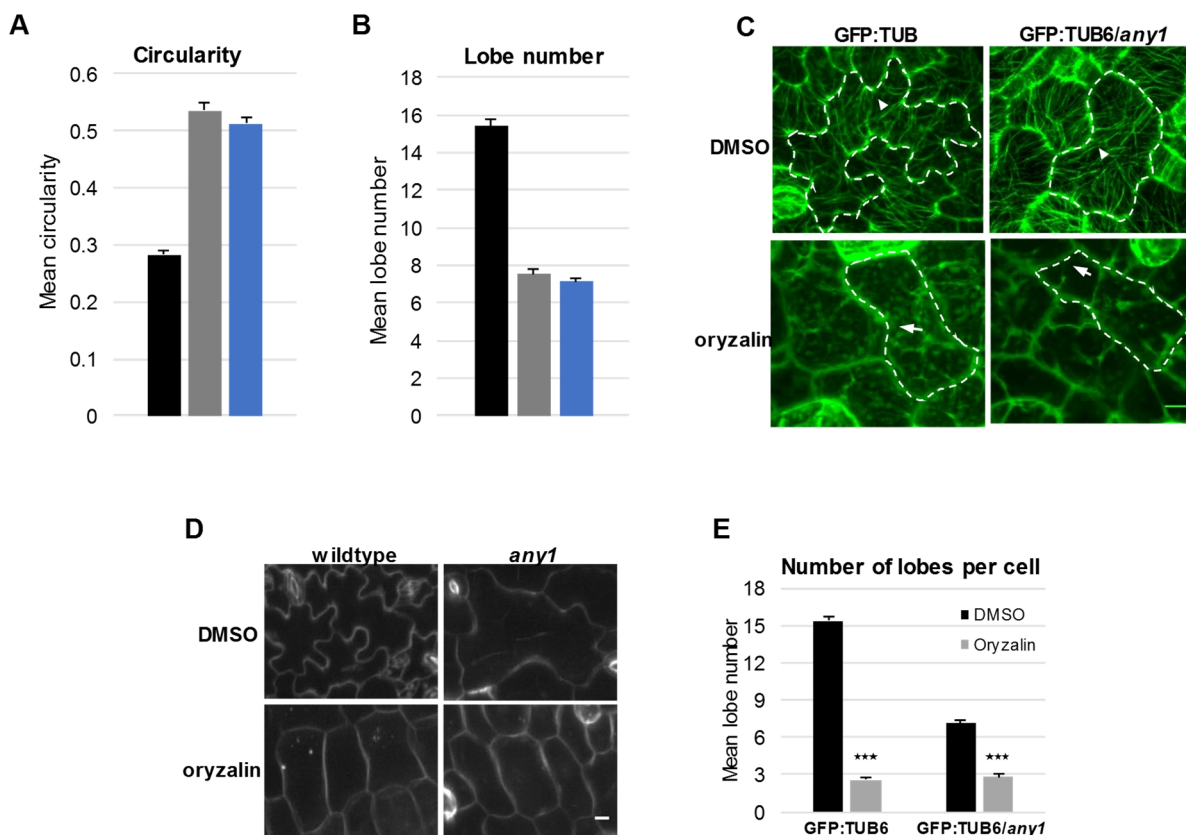 A
Circularity
Mean circularity
0.6
0.5
0.4
0.3
0.2
0.1
0
B
Lobe number
Mean lobe number
18
16
14
12
10
8
6
4
2
0
C
GFP:TUB
GFP:TUB6/any1
DMSO
oryzalin
D
wildtype
any1
DMSO
oryzalin
E
Number of lobes per cell
Mean lobe number
18
15
12
9
6
3
0
DMSO
Oryzalin
★★★
★★★
GFP:TUB6
GFP:TUB6/any1